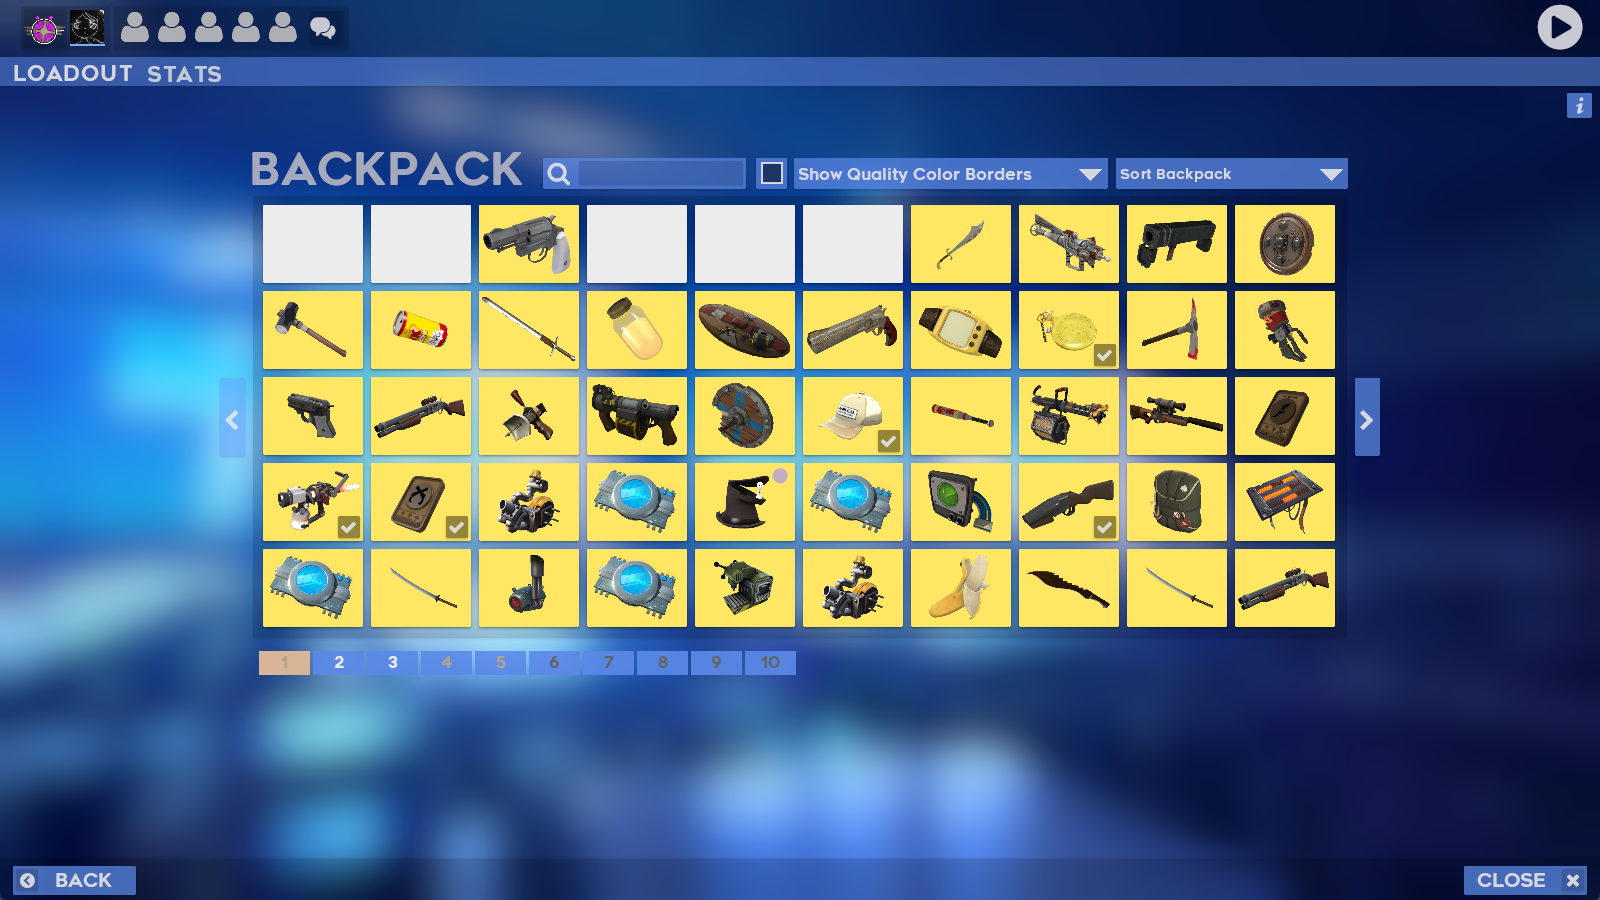 LOADOUT STATS
i
BACKPACK
Show Quality Color Borders
Sort Backpack
1 2 3 4 5 6 7 8 9 10
BACK
CLOSE